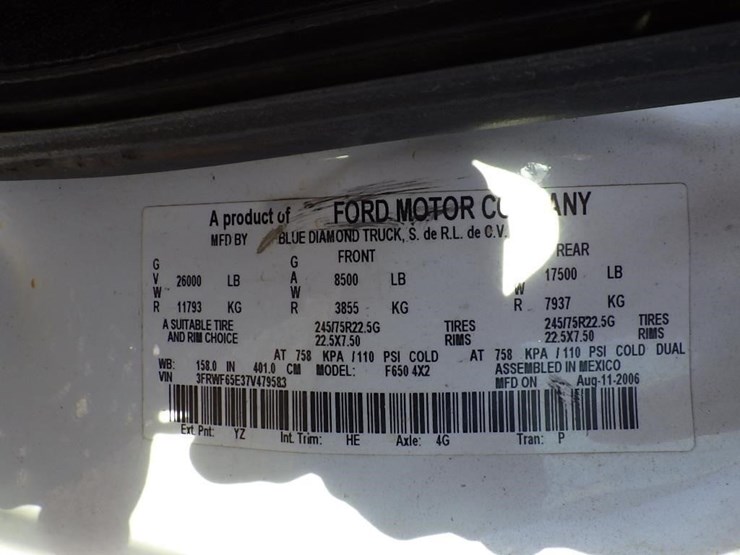 A product of FORD MOTOR CO ANY
MFD BY BLUE DIAMOND TRUCK, S. de R.L. de C.V.
GVWR 26000 LB GAWR FRONT 8500 LB REAR 17500 LB
11793 KG 3855 KG WR 7937 KG
A SUITABLE TIRE 245/75R22.5G TIRES 245/75R22.5G TIRES
AND RIM CHOICE 22.5X7.50 RIMS 22.5X7.50 RIMS
AT 758 KPA /110 PSI COLD AT 758 KPA /110 PSI COLD DUAL
WB: 158.0 IN 401.0 CM MODEL: F650 4X2 ASSEMBLED IN MEXICO
VIN 3FRWF65E37V479583 MFD ON Aug-11-2006
Ext. Pnt: YZ Int. Trim: HE Axle: 4G Tran: P